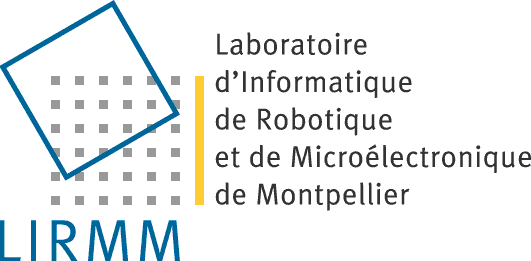 Laboratoire
d'Informatique
de Robotique
et de Microélectronique
de Montpellier
LIRMM